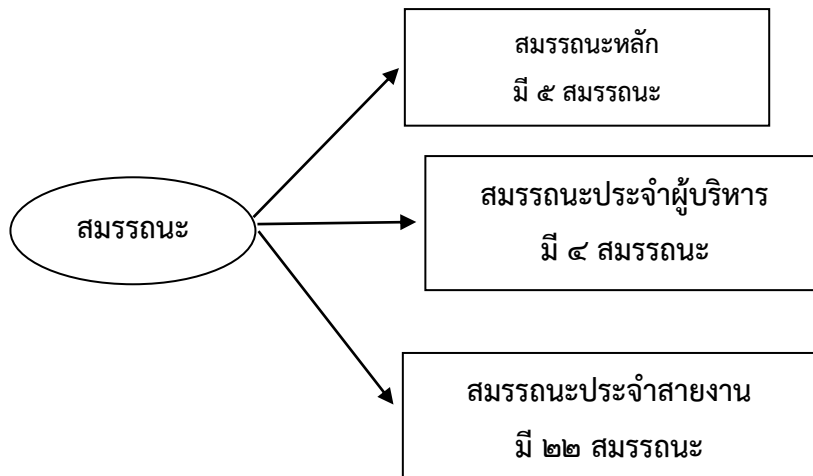 สมรรถนะหลัก
มี ๕ สมรรถนะ
สมรรถนะ
สมรรถนะประจำผู้บริหาร
มี ๔ สมรรถนะ
สมรรถนะประจำสายงาน
มี ๒๒ สมรรถนะ